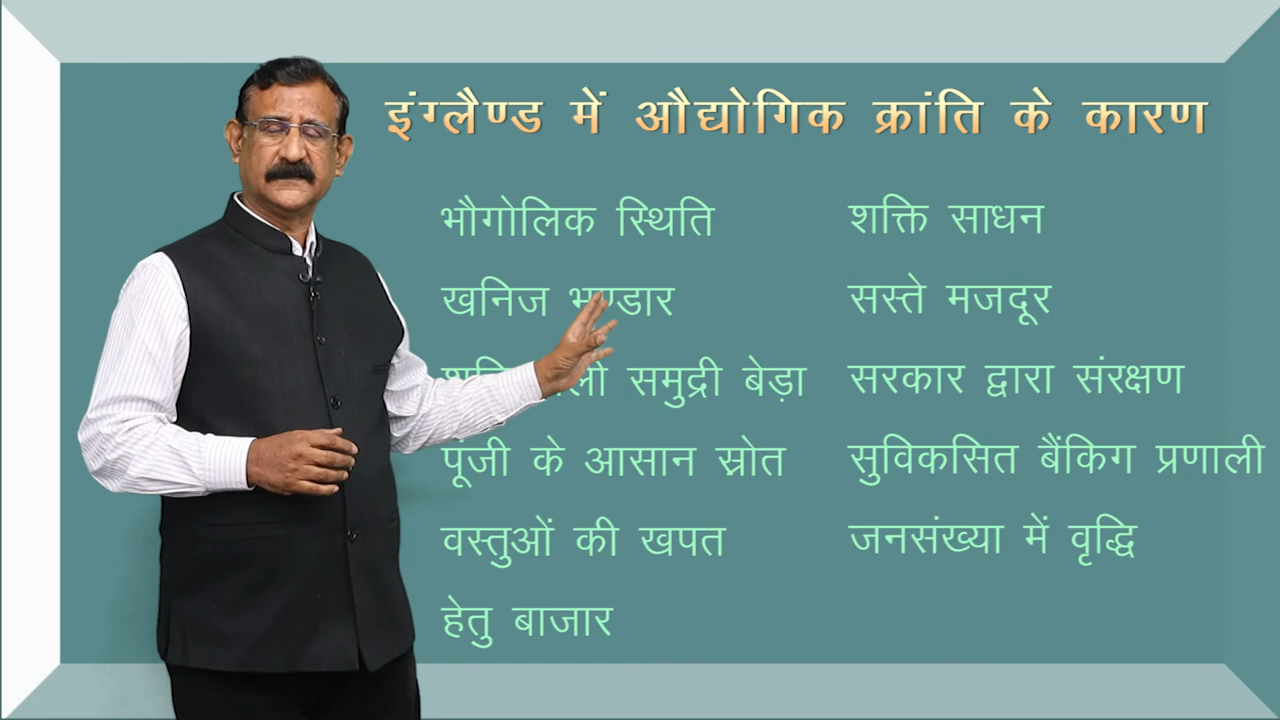 इंग्लैण्ड में औद्योगिक क्रांति के कारण
भौगोलिक स्थिति
खनिज
समुद्री बेड़ा
पूंजी के आसान स्रोत
वस्तुओं की खपत
हेतु बाजार
शक्ति साधन
सस्ते मजदूर
सरकार द्वारा संरक्षण
सुविकसित बैंकिग प्रणाली
जनसंख्या में वृद्धि